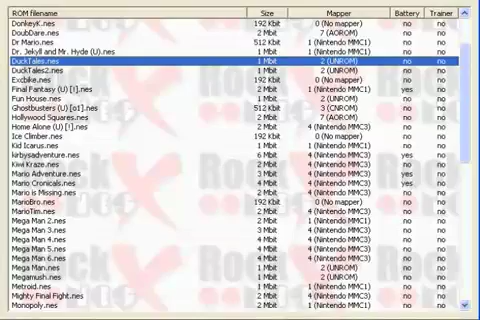 ROM filename Size Mapper Battery Trainer
DonkeyK.nes 192 Kbit 0 (No mapper) no no
DoubDare.nes 2 Mbit 7 (AOROM) no no
Dr Mario.nes 512 Kbit 1 (Nintendo MMC1) no no
Dr. Jekyll and Mr. Hyde (U).nes 1 Mbit 1 (Nintendo MMC1) no no
DuckTales.nes 1 Mbit 2 (UNROM) no no
DuckTales2.nes 1 Mbit 2 (UNROM) no no
Excbike.nes 192 Kbit 0 (No mapper) no no
Final Fantasy (U) [!].nes 2 Mbit 1 (Nintendo MMC1) yes no
Fun House.nes 1 Mbit 2 (UNROM) no no
Ghostbusters (U) [o1].nes 512 Kbit 3 (CNROM) no no
Hollywood Squares.nes 2 Mbit 7 (AOROM) no no
Home Alone (U) [!].nes 2 Mbit 4 (Nintendo MMC3) no no
Ice Climber.nes 192 Kbit 0 (No mapper) no no
Kid Icarus.nes 1 Mbit 1 (Nintendo MMC1) no no
kirbysadventure.nes 6 Mbit 4 (Nintendo MMC3) yes no
Kiwi Kraze.nes 2 Mbit 4 (Nintendo MMC3) no no
Mario Adventure.nes 4 Mbit 4 (Nintendo MMC3) yes no
Mario Cronicals.nes 4 Mbit 4 (Nintendo MMC3) yes no
Mario is Missing.nes 2 Mbit 4 (Nintendo MMC3) no no
MarioBro.nes 192 Kbit 0 (No mapper) no no
MarioTim.nes 2 Mbit 4 (Nintendo MMC3) no no
Mega Man 2.nes 2 Mbit 1 (Nintendo MMC1) no no
Mega Man 3.nes 3 Mbit 4 (Nintendo MMC3) no no
Mega Man 4.nes 4 Mbit 4 (Nintendo MMC3) no no
Mega Man 5.nes 4 Mbit 4 (Nintendo MMC3) no no
Mega Man 6.nes 4 Mbit 4 (Nintendo MMC3) no no
Mega Man.nes 1 Mbit 2 (UNROM) no no
Megamush.nes 1 Mbit 2 (UNROM) no no
Metroid.nes 1 Mbit 1 (Nintendo MMC1) no no
Mighty Final Fight.nes 2 Mbit 4 (Nintendo MMC3) no no
Monopoly.nes 2 Mbit 1 (Nintendo MMC1) no no